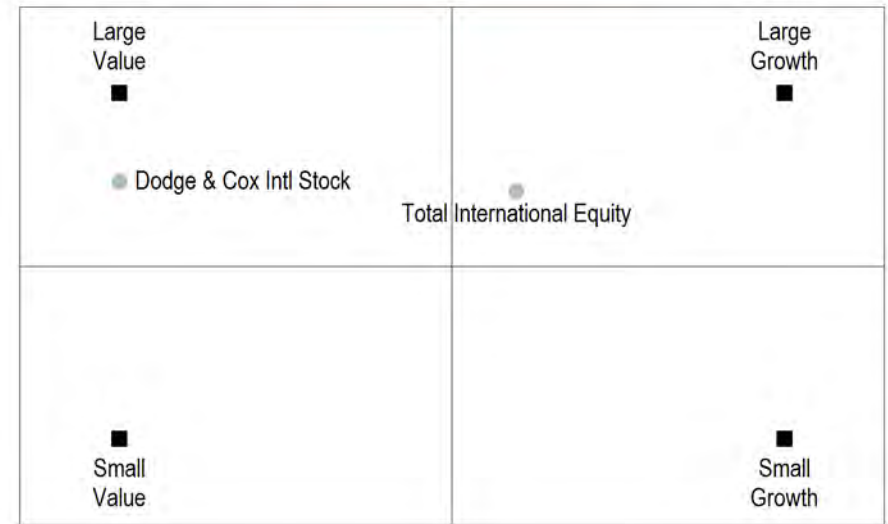 Large
Value
Large
Growth
Dodge & Cox Intl Stock
Total International Equity
Small
Value
Small
Growth